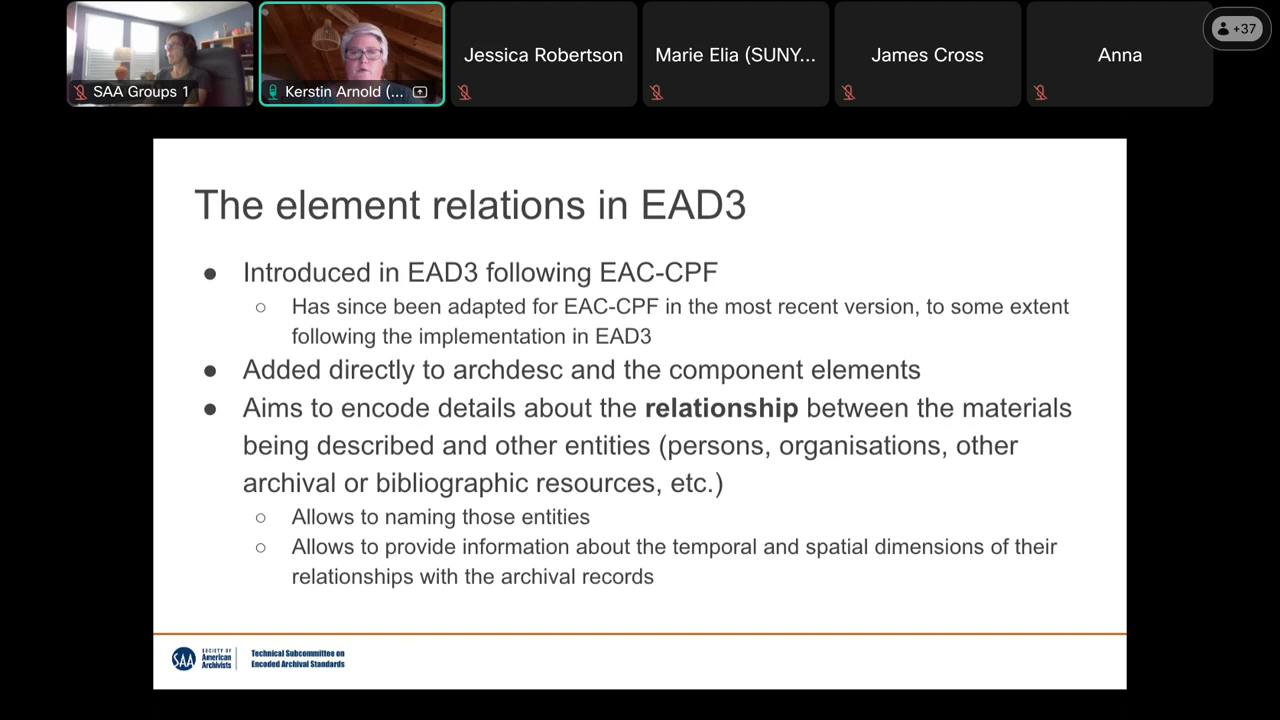 SAA Groups 1
Kerstin Arnold (...
Jessica Robertson
Marie Elia (SUNY...
James Cross
Anna
+37
The element relations in EAD3
● Introduced in EAD3 following EAC-CPF
○ Has since been adapted for EAC-CPF in the most recent version, to some extent
following the implementation in EAD3
● Added directly to archdesc and the component elements
● Aims to encode details about the relationship between the materials
being described and other entities (persons, organisations, other
archival or bibliographic resources, etc.)
○ Allows to naming those entities
○ Allows to provide information about the temporal and spatial dimensions of their
relationships with the archival records
SAA
SOCIETY OF
American
Archivists
Technical Subcommittee on
Encoded Archival Standards